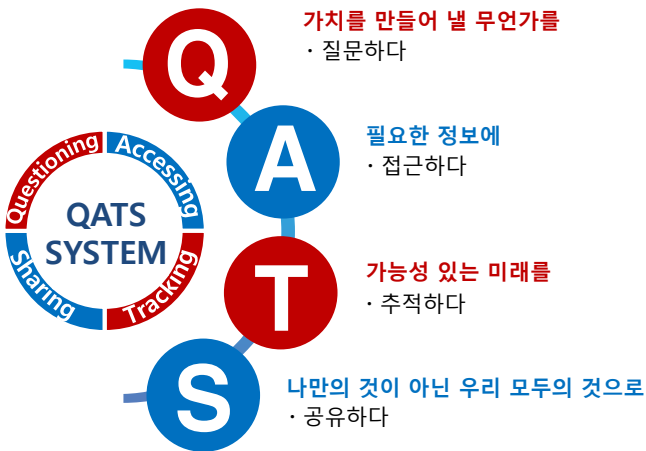 Q
가치를 만들어 낼 무언가를
· 질문하다
A
필요한 정보에
· 접근하다
Questioning
Accessing
QATS
SYSTEM
Sharing
Tracking
T
가능성 있는 미래를
· 추적하다
S
나만의 것이 아닌 우리 모두의 것으로
· 공유하다